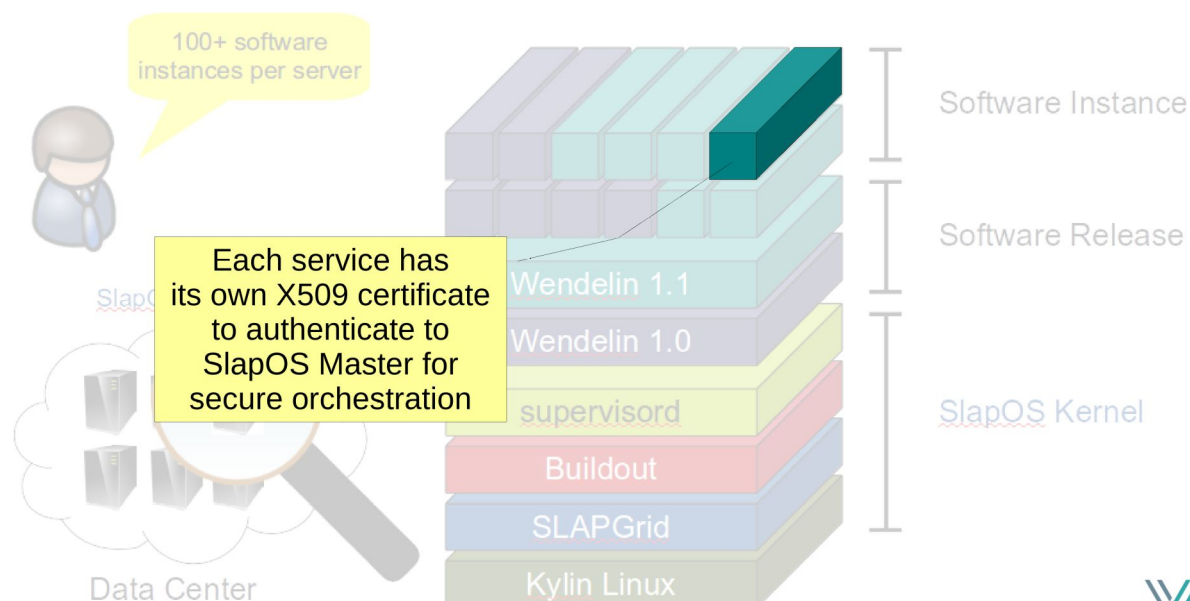 100+ software
instances per server
Software Instance
Software Release
Each service has
its own X509 certificate
to authenticate to
SlapOS Master for
secure orchestration
Wendelin 1.1
Wendelin 1.0
supervisord
SlapOS Kernel
Buildout
SLAPGrid
Kylin Linux
Data Center